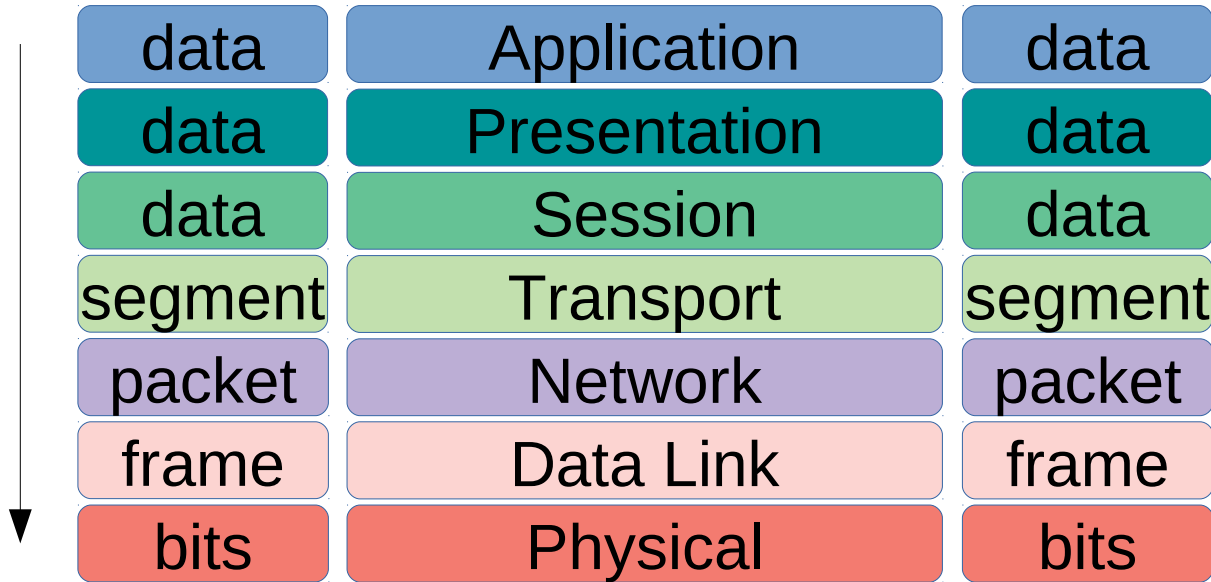 data Application data
data Presentation data
data Session data
segment Transport segment
packet Network packet
frame Data Link frame
bits Physical bits